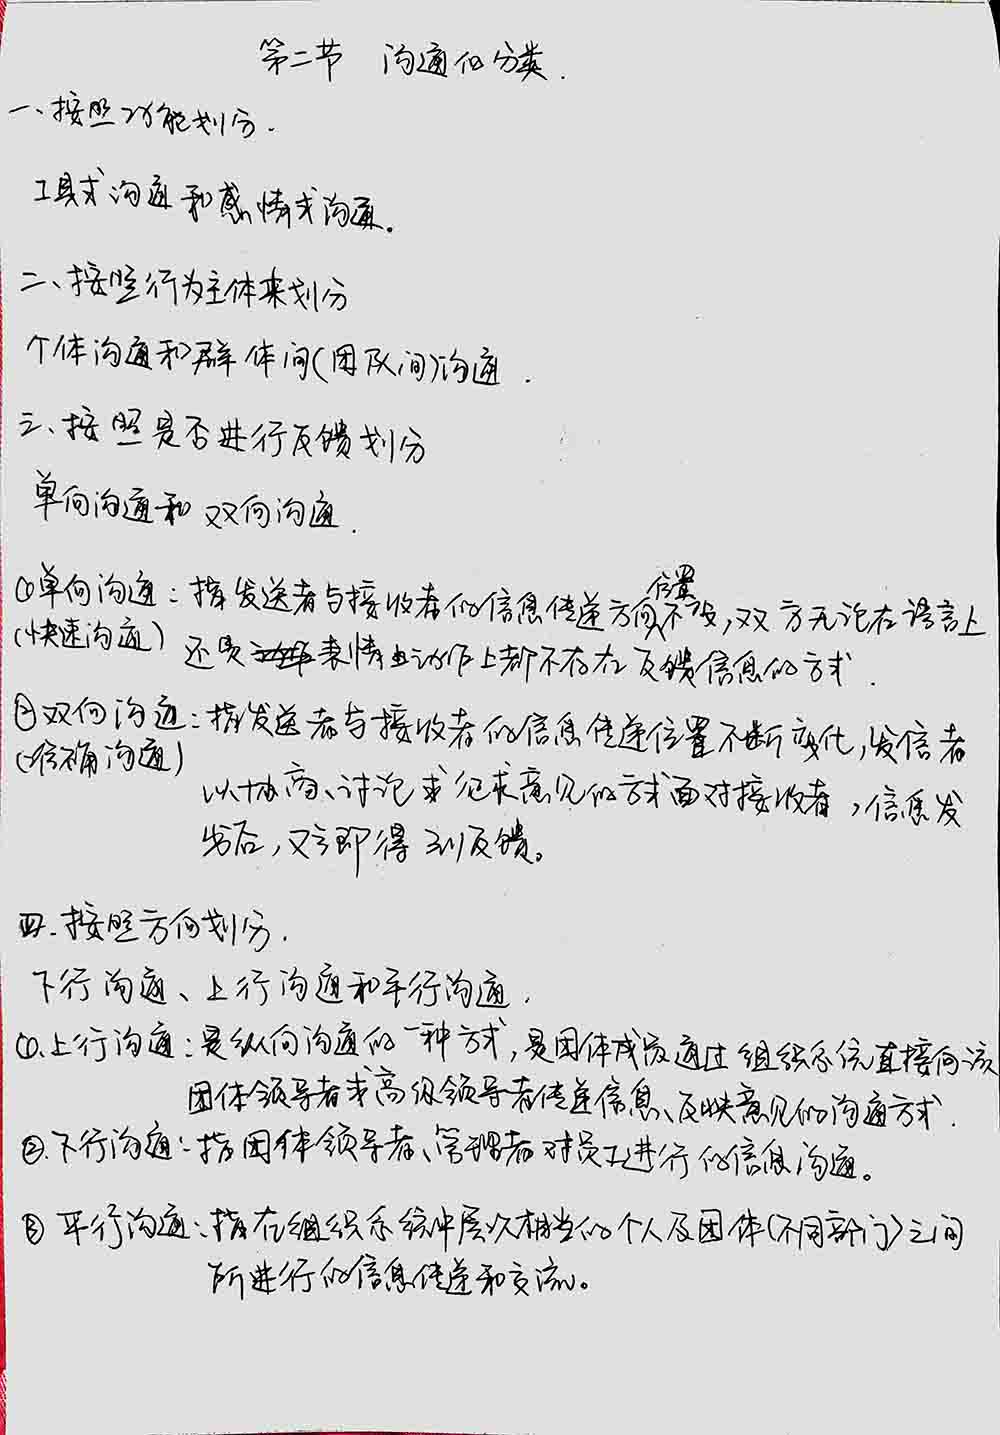 第二节 沟通的分类.
一、按照功能划分.
工具式沟通和感情式沟通。
二、按照行为主体来划分
个体沟通和群体间(团队间)沟通.
三、按照是否进行反馈划分
单向沟通和双向沟通.
位置
①单向沟通:指发送者与接收者的信息传递方向不变,双方无论在语言上
(快速沟通) 还是表情动作上都不存在反馈信息的方式.
②双向沟通:指发送者与接收者的信息传递位置不断变化,发信者
(准确沟通)
以协商、讨论或征求意见的方式面对接收者,信息发
出后,又立即得到反馈。
四.按照方向划分.
下行沟通、上行沟通和平行沟通.
①.上行沟通:是纵向沟通的一种方式,是团体成员通过组织系统直接向该
团体领导者或高级领导者传递信息、反映意见的沟通方式.
②.下行沟通:指团体领导者、管理者对员工进行的信息沟通。
③ 平行沟通:指在组织系统中层次相当的个人及团体(不同部门)之间
所进行的信息传递和交流。